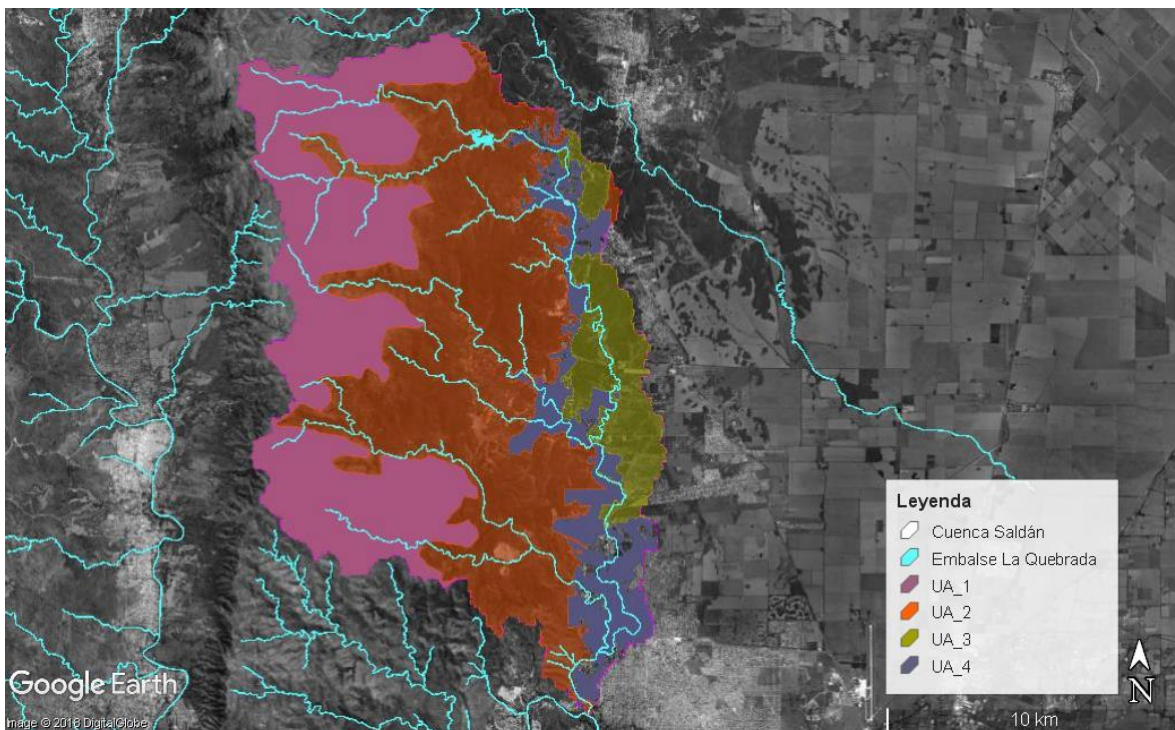 Leyenda
Cuenca Saldán
Embalse La Quebrada
UA_1
UA_2
UA_3
UA_4
N
10 km
Google Earth
Image © 2018 DigitalGlobe